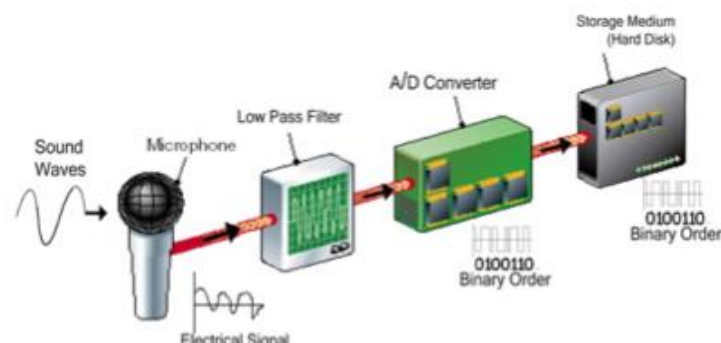 Storage Medium
(Hard Disk)
A/D Converter
Low Pass Filter
Microphone
Sound
Waves
0100110
Binary Order
0100110
Binary Order
Electrical Signal